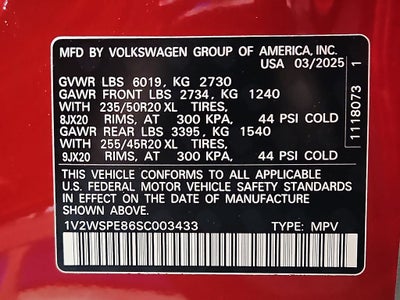 MFD BY VOLKSWAGEN GROUP OF AMERICA, INC.
USA 03/2025
GVWR LBS 6019, KG 2730
GAWR FRONT LBS 2734, KG 1240
WITH 235/50R20 XL TIRES,
8JX20 RIMS, AT 300 KPA, 44 PSI COLD
GAWR REAR LBS 3395, KG 1540
WITH 255/45R20 XL TIRES,
9JX20 RIMS, AT 300 KPA, 44 PSI COLD
THIS VEHICLE CONFORMS TO ALL APPLICABLE
U.S. FEDERAL MOTOR VEHICLE SAFETY STANDARDS
IN EFFECT ON THE DATE OF MANUFACTURE
SHOWN ABOVE.
1V2WSPE86SC003433 TYPE: MPV
1118073 1